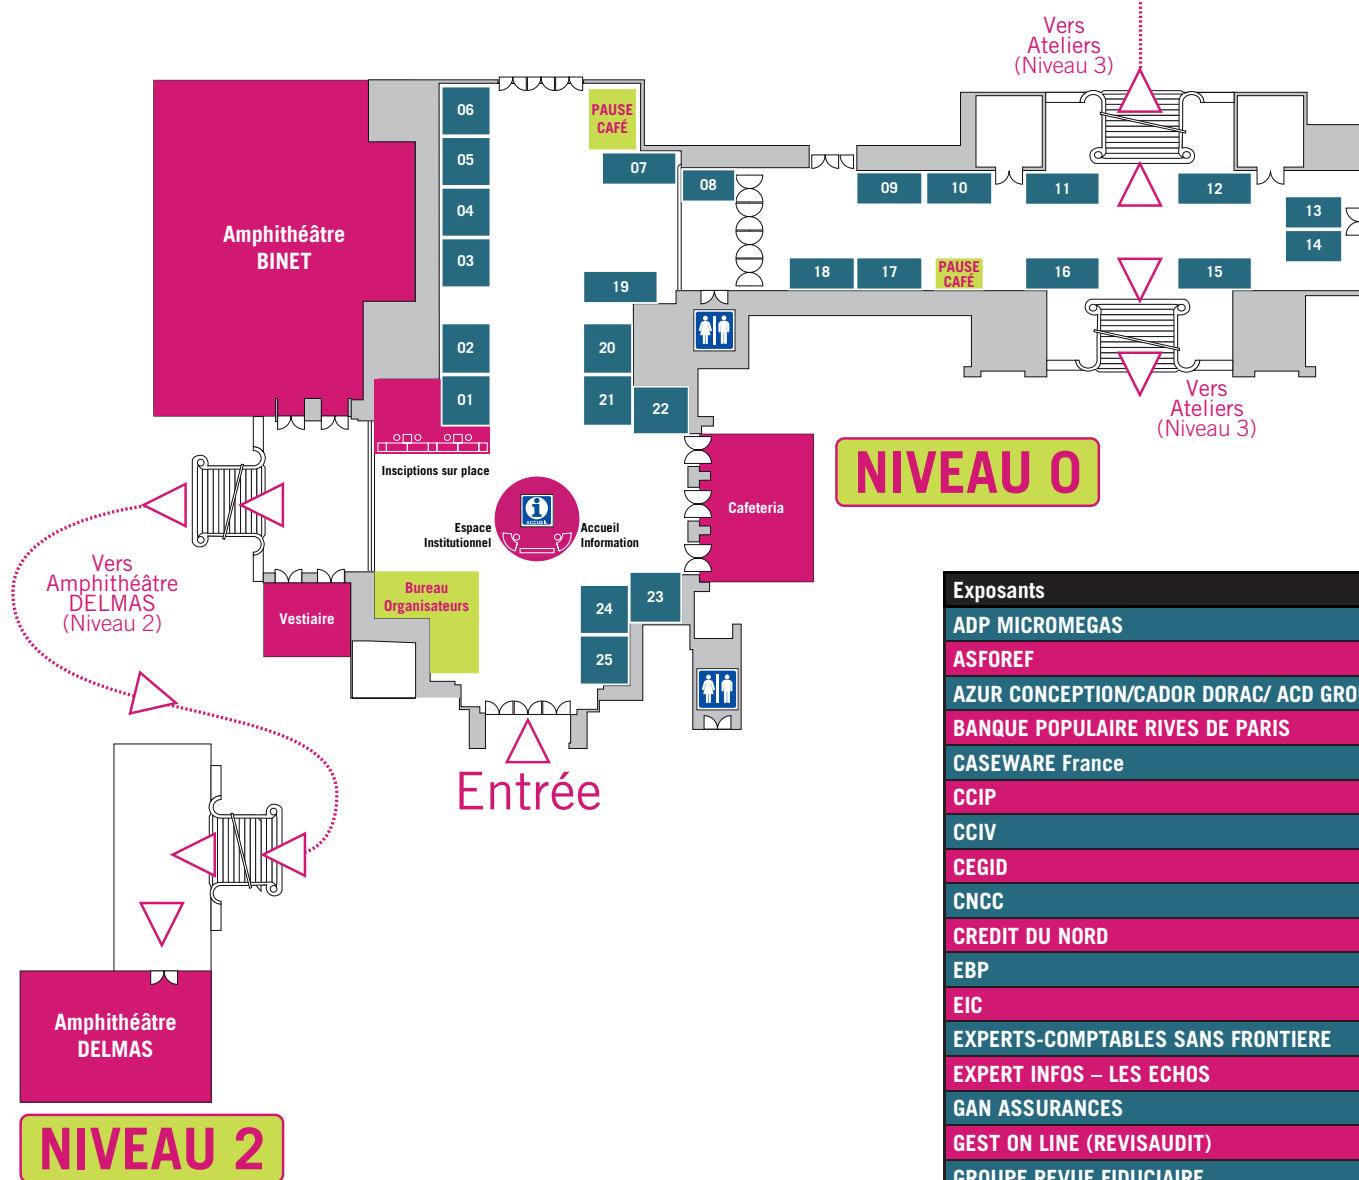 Vers
Ateliers
(Niveau 3)
06
PAUSE
CAFÉ
05
07
08
09
10
11
12
04
13
Amphithéâtre
BINET
03
14
18
17
PAUSE
CAFÉ
16
15
19
02
20
01
21
22
Vers
Ateliers
(Niveau 3)
Insciptions sur place
NIVEAU 0
Cafeteria
ACCUEIL
Espace
Institutionnel
Accueil
Information
Vers
Amphithéâtre
DELMAS
(Niveau 2)
Bureau
Organisateurs
Vestiaire
24
23
25
Entrée
Amphithéâtre
DELMAS
NIVEAU 2
Exposants
ADP MICROMEGAS
ASFOREF
AZUR CONCEPTION/CADOR DORAC/ ACD GRO
BANQUE POPULAIRE RIVES DE PARIS
CASEWARE France
CCIP
CCIV
CEGID
CNCC
CREDIT DU NORD
EBP
EIC
EXPERTS-COMPTABLES SANS FRONTIERE
EXPERT INFOS – LES ECHOS
GAN ASSURANCES
GEST ON LINE (REVISAUDIT)
GROUPE REVUE FIDUCIAIRE